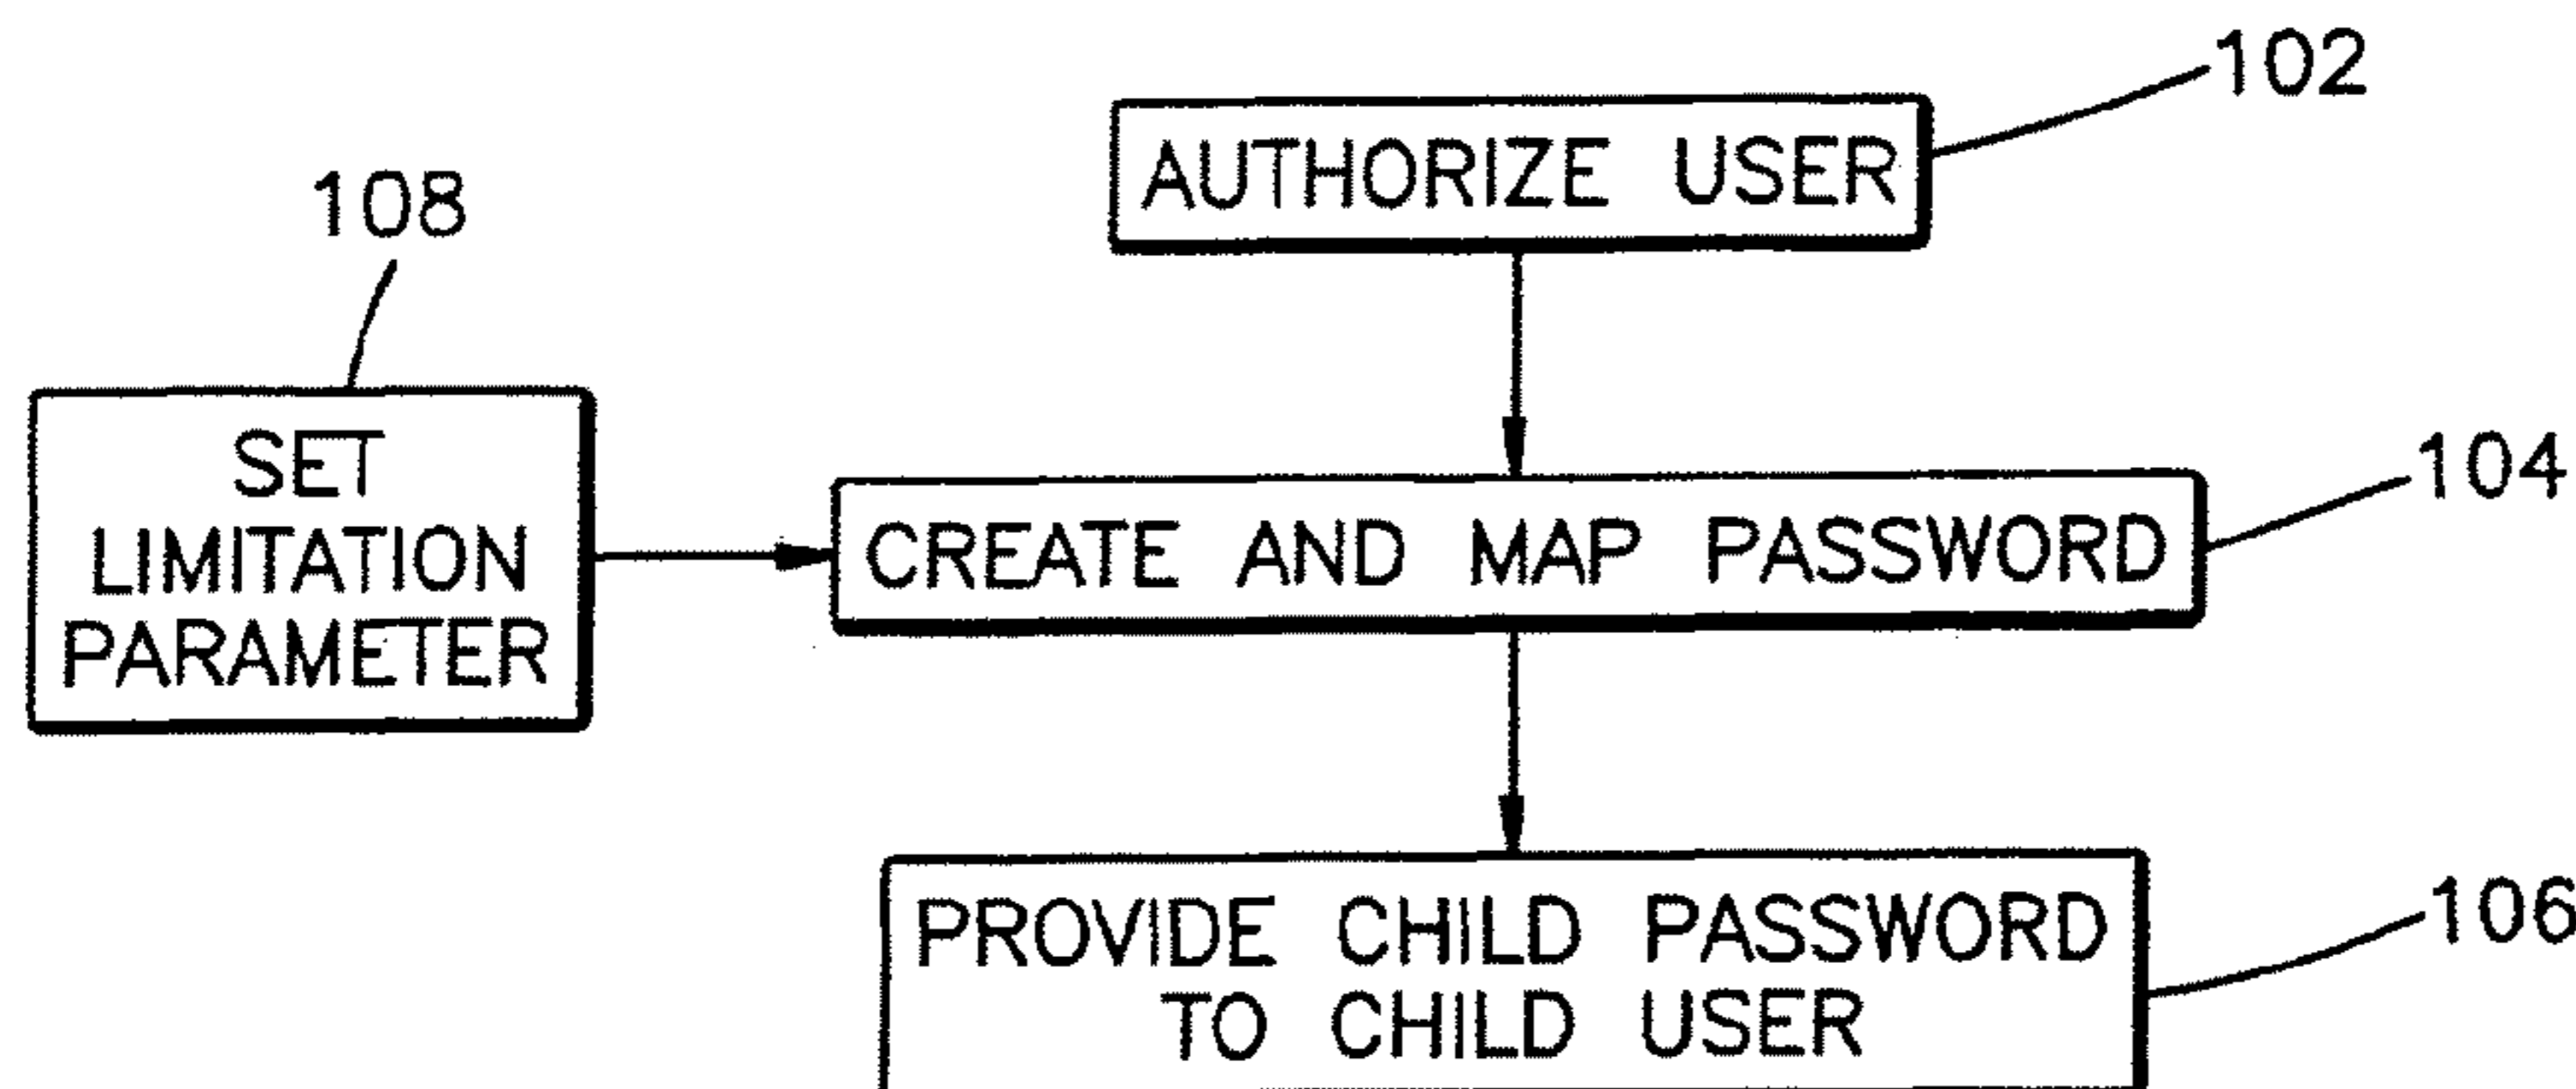 102
AUTHORIZE USER
108
SET
LIMITATION
PARAMETER
104
CREATE AND MAP PASSWORD
106
PROVIDE CHILD PASSWORD
TO CHILD USER